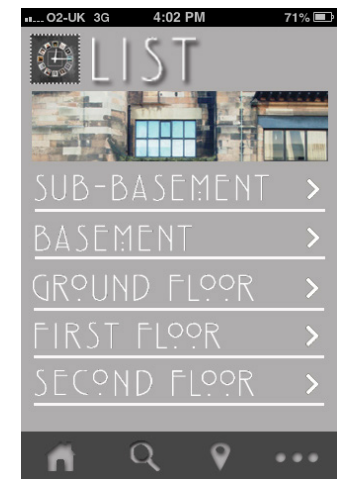 O2-UK 3G 4:02 PM 71%
LIST
SUB-BASEMENT
BASEMENT
GROUND FLOOR
FIRST FLOOR
SECOND FLOOR